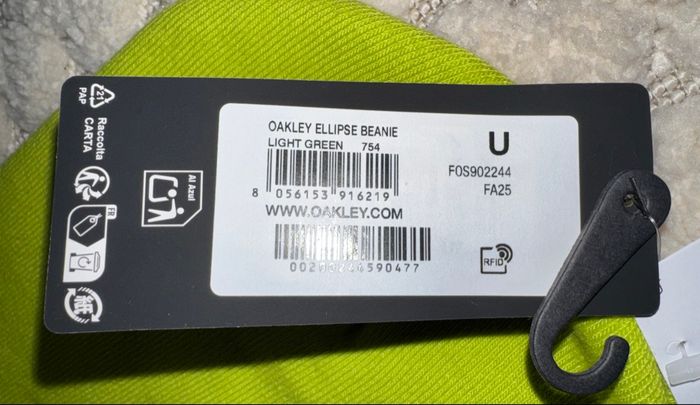 OAKLEY ELLIPSE BEANIE
LIGHT GREEN 754
8 056153 916219
WWW.OAKLEY.COM
U
FOS902244
FA25
RFID
21
PAP
Raccolta
CARTA
Al Azul
FR
紙